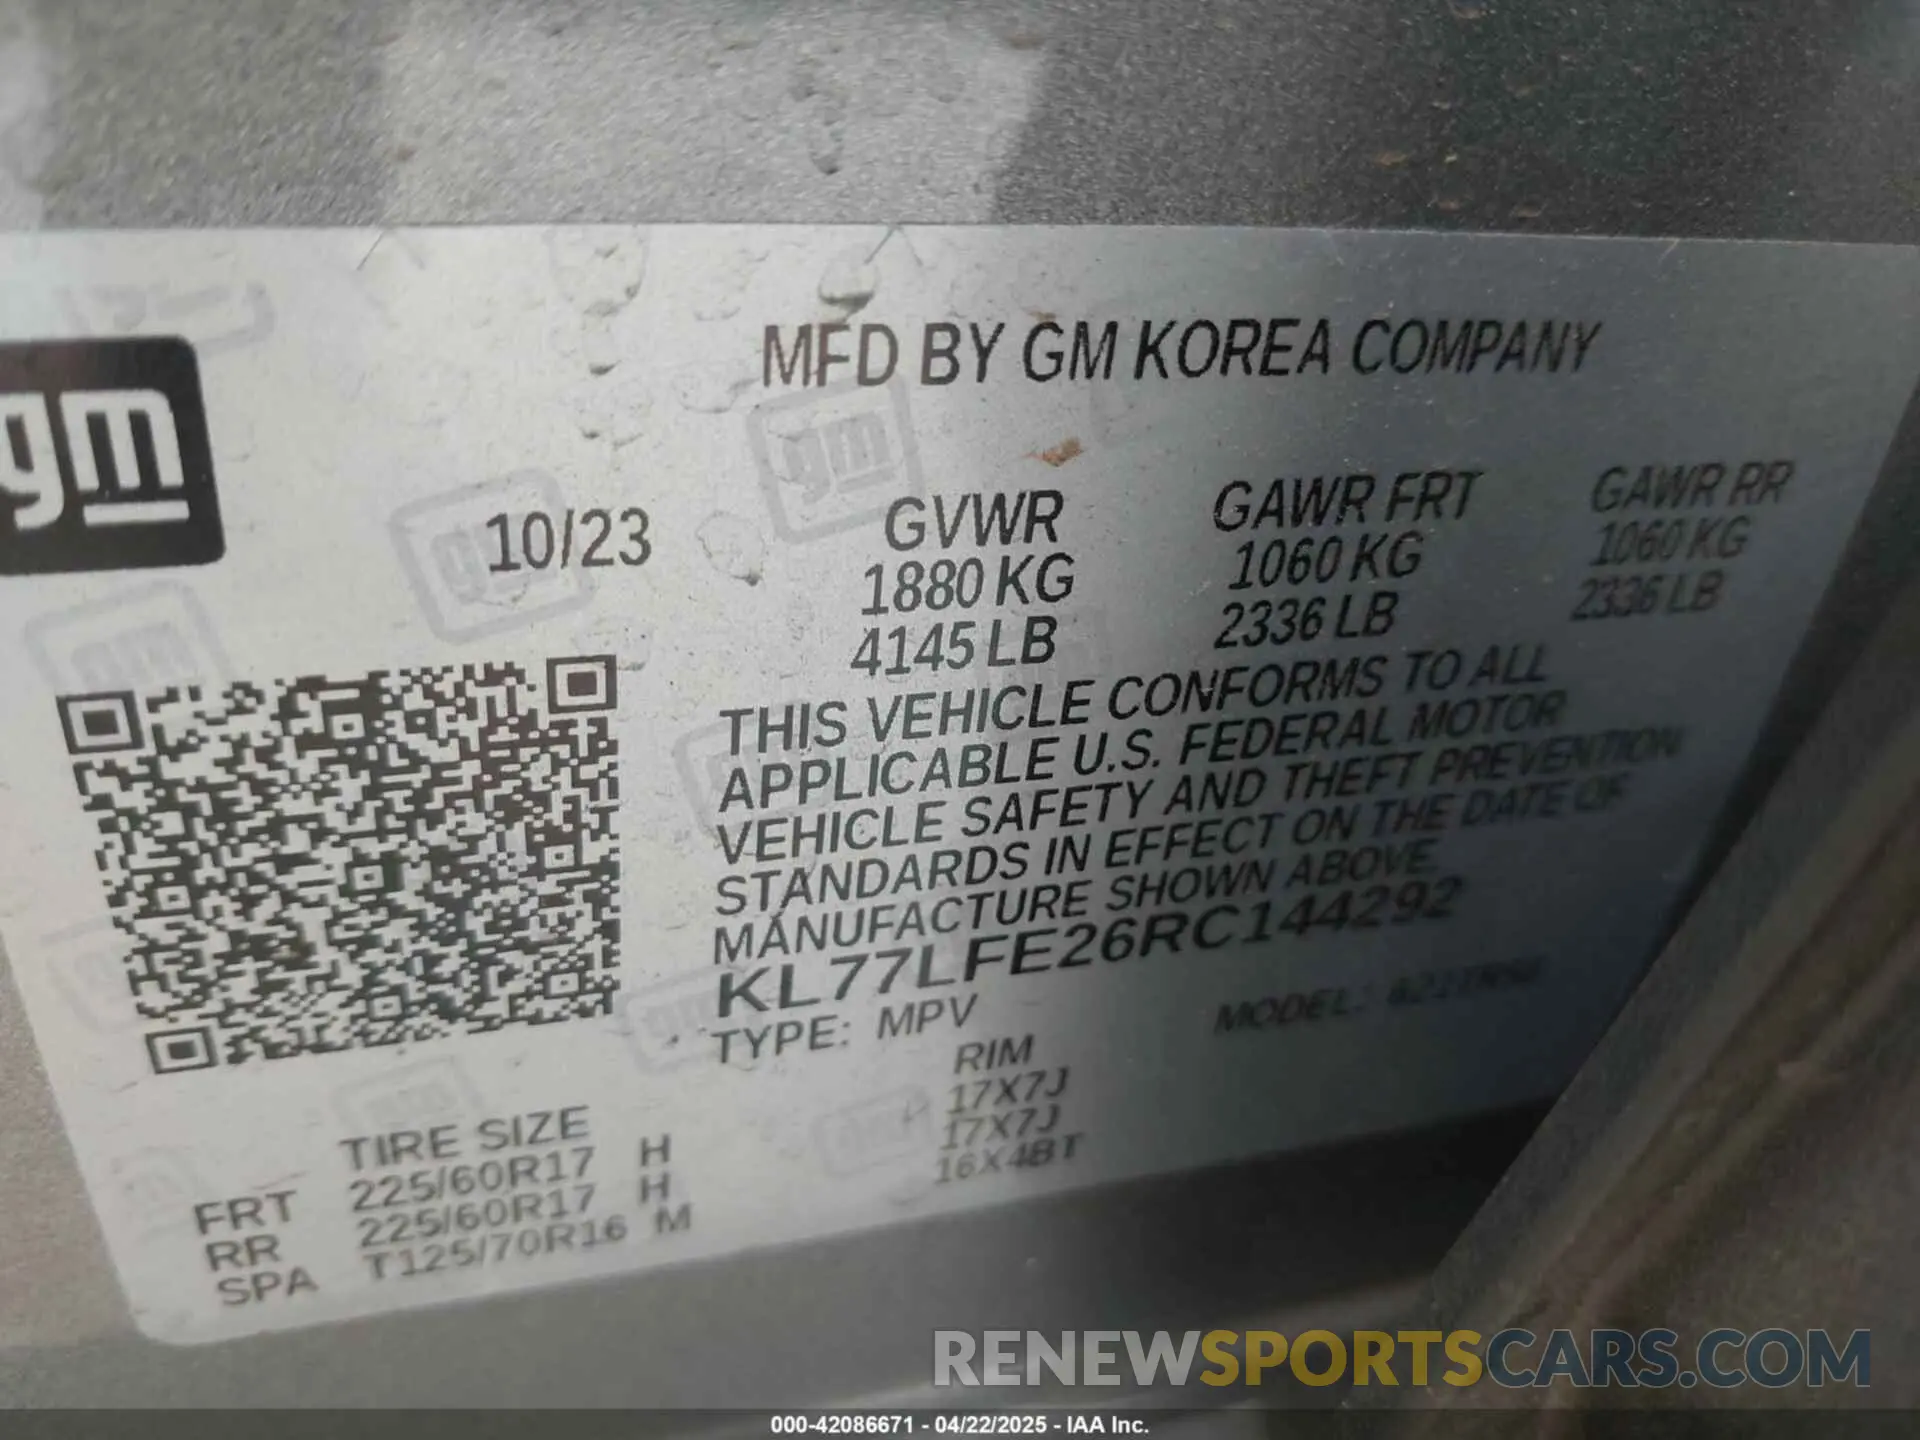 MFD BY GM KOREA COMPANY
gm
10/23
GVWR GAWR FRT GAWR RR
1880 KG 1060 KG 1060 KG
4145 LB 2336 LB 2336 LB
THIS VEHICLE CONFORMS TO ALL
APPLICABLE U.S. FEDERAL MOTOR
VEHICLE SAFETY AND THEFT PREVENTION
STANDARDS IN EFFECT ON THE DATE OF
MANUFACTURE SHOWN ABOVE.
KL77LFE26RC144292
TYPE: MPV MODEL:
TIRE SIZE RIM
FRT 225/60R17 H 17X7J
RR 225/60R17 H 17X7J
SPA T125/70R16 M 16X4BT
RENEWSPORTSCARS.COM
000-42086671 - 04/22/2025 - IAA Inc.